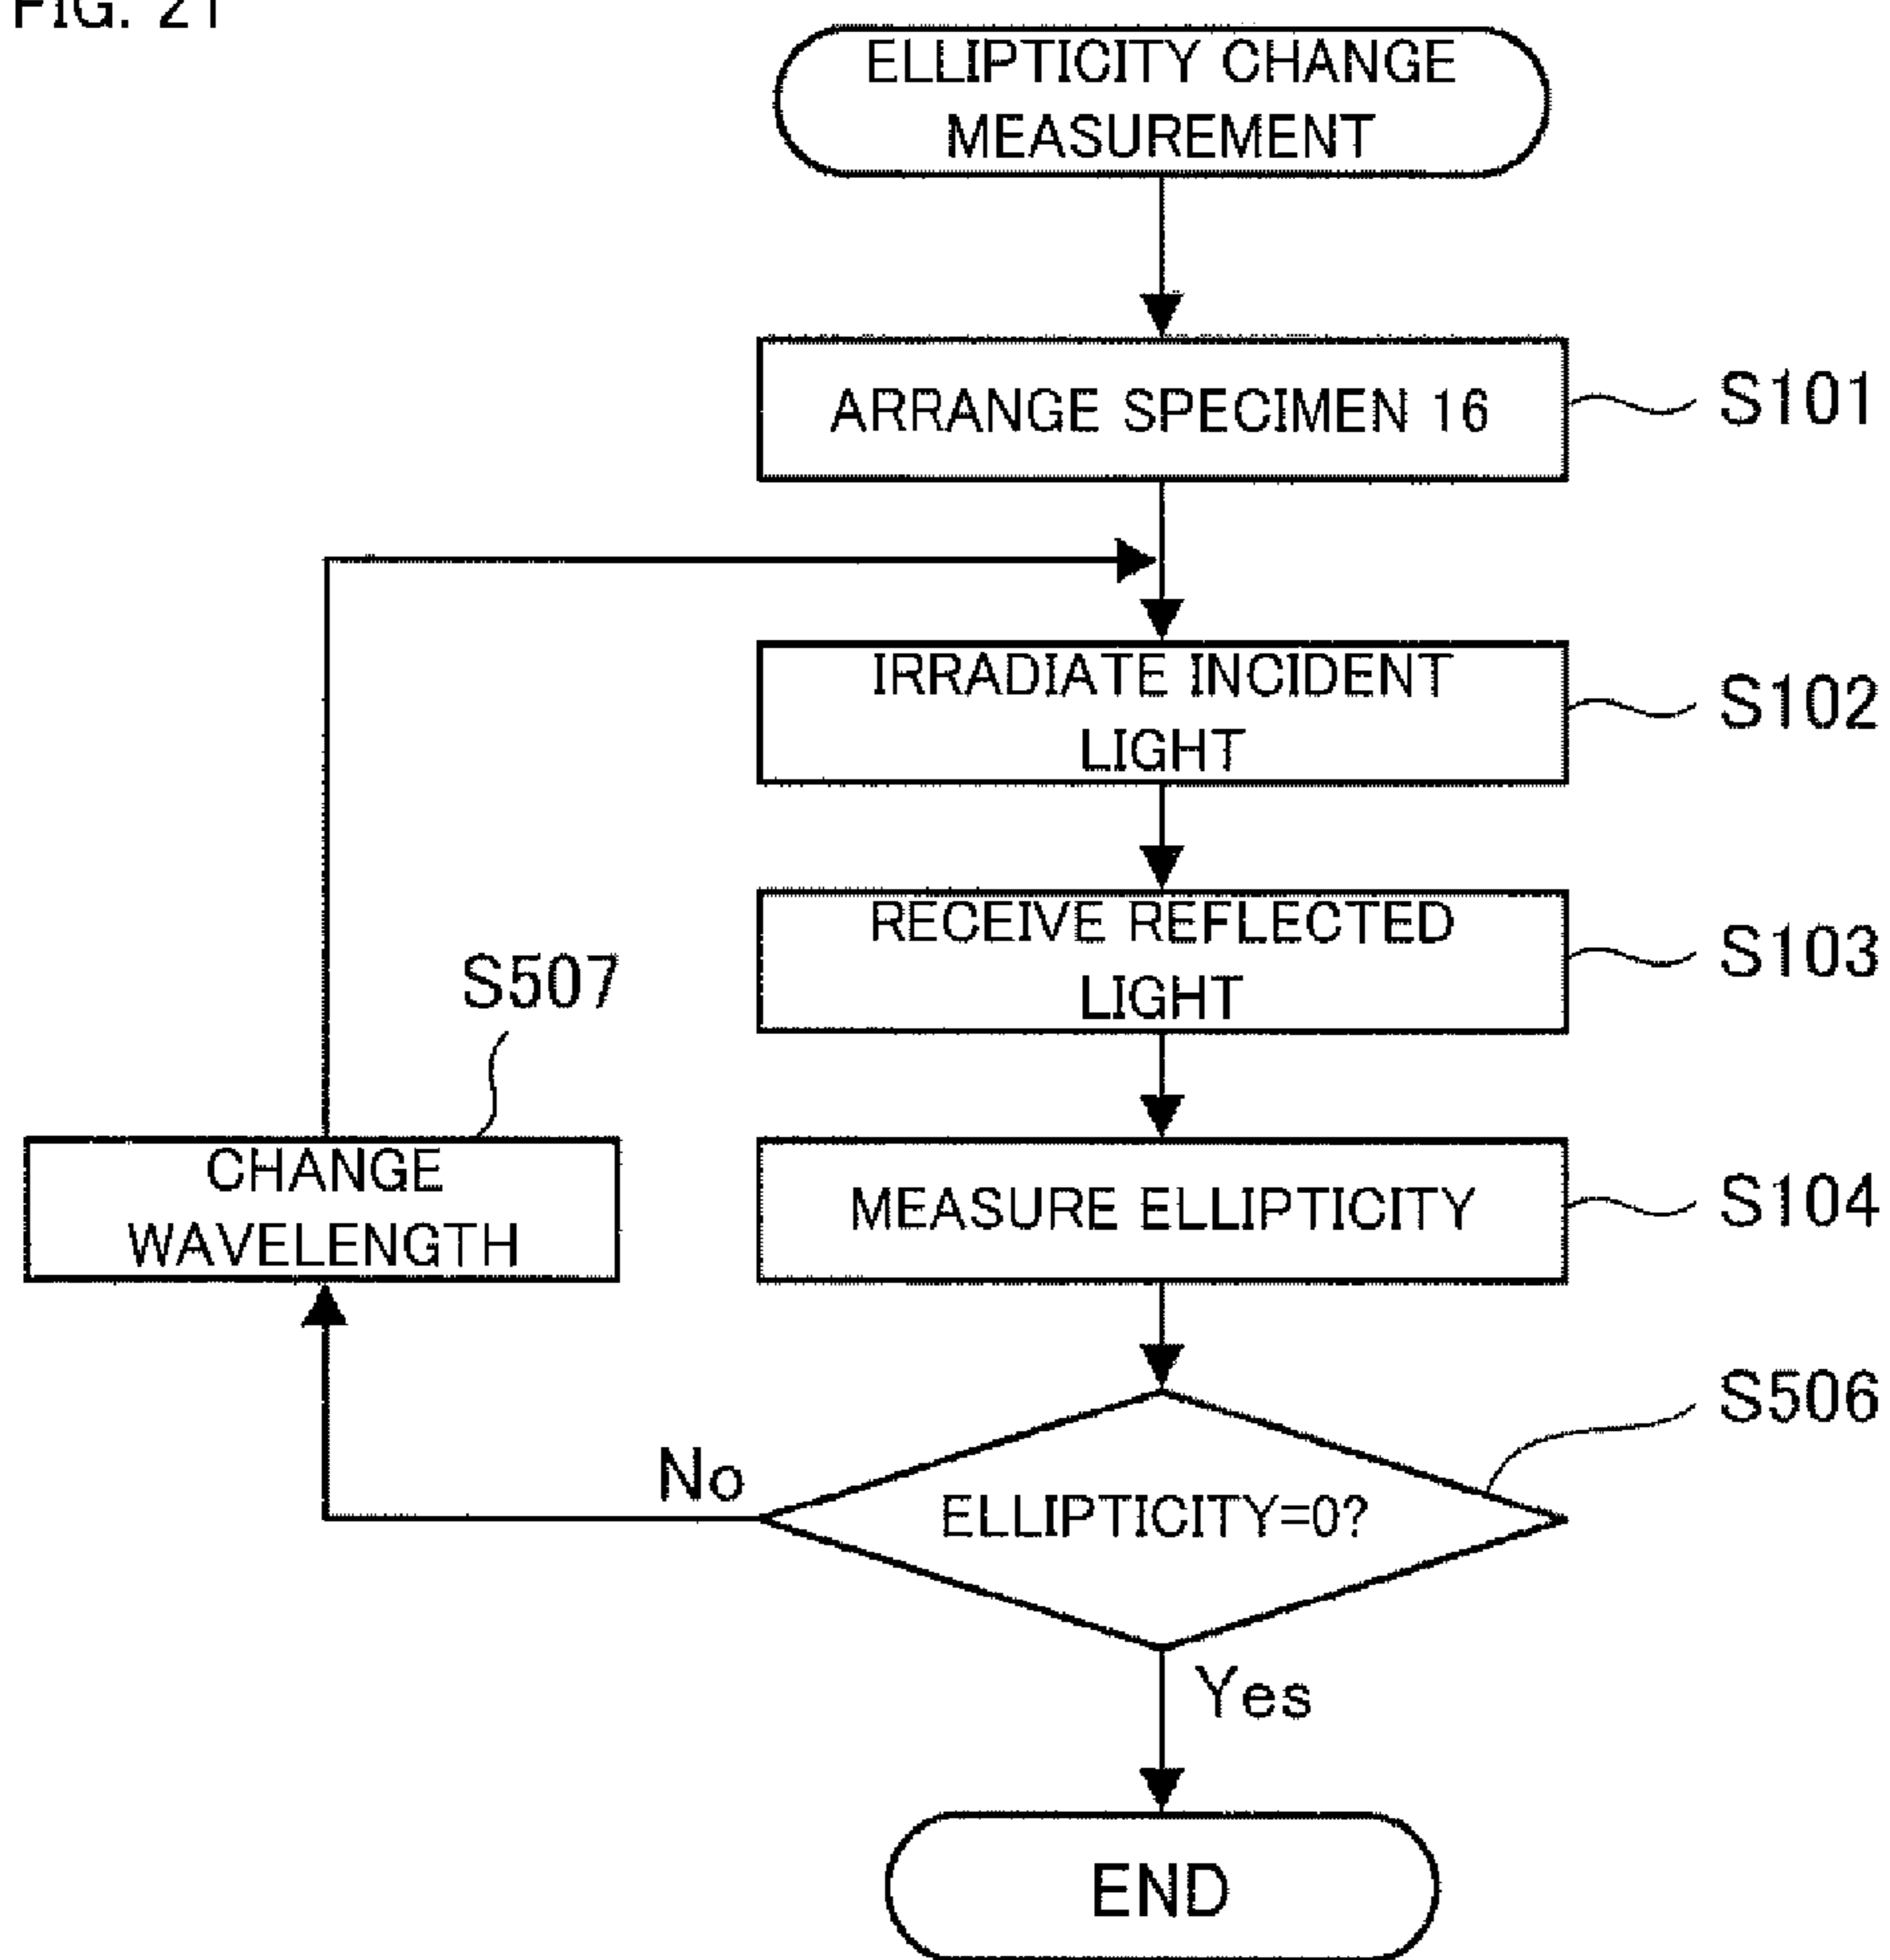 FIG. 21
ELLIPTICITY CHANGE
MEASUREMENT
ARRANGE SPECIMEN 16
S101
IRRADIATE INCIDENT
LIGHT
S102
RECEIVE REFLECTED
LIGHT
S103
S507
CHANGE
WAVELENGTH
MEASURE ELLIPTICITY
S104
S506
No
ELLIPTICITY=0?
Yes
END